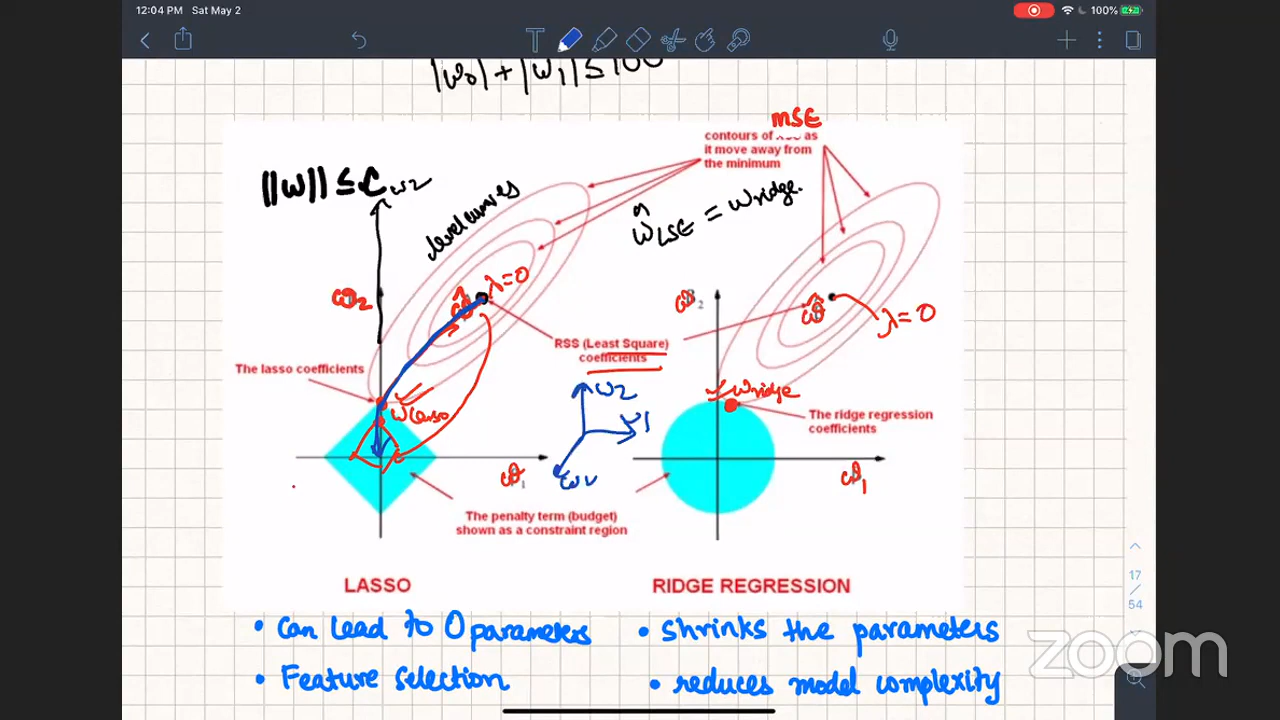 12:04 PM Sat May 2
100%
|w0| + |w1| ≤ 100
mSE
contours of as
it move away from
the minimum
||w|| ≤ C
w2
level curves
ŵLSE = wridge.
λ=0
ŵ
w2
RSS (Least Square)
coefficients
w2
ŵ
λ=0
The lasso coefficients
wLasso
w2
w1
wridge
The ridge regression
coefficients
w1
w1
The penalty term (budget)
shown as a constraint region
LASSO
RIDGE REGRESSION
• Can lead to 0 parameters
• Feature selection
• shrinks the parameters
• reduces model complexity
17
/
54
zoom